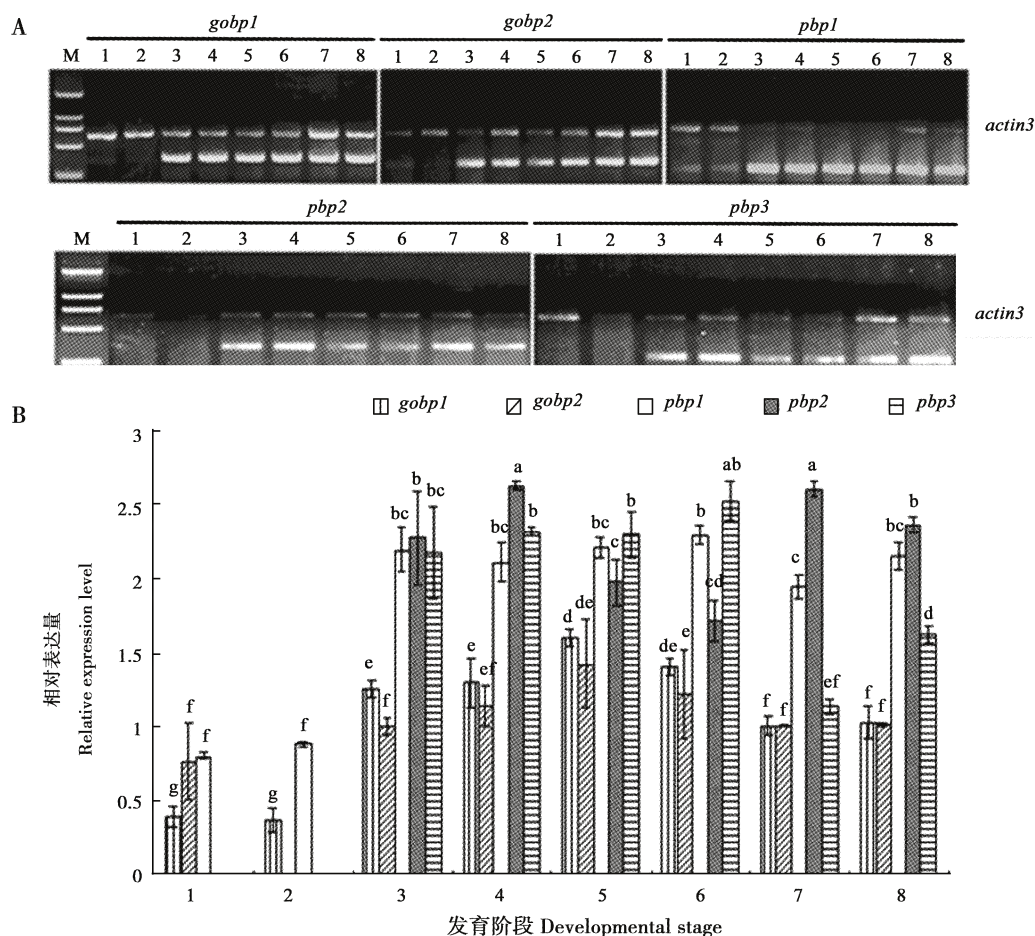 A
gobp1 gobp2 pbp1
M 1 2 3 4 5 6 7 8 1 2 3 4 5 6 7 8 1 2 3 4 5 6 7 8
actin3
pbp2 pbp3
M 1 2 3 4 5 6 7 8 1 2 3 4 5 6 7 8
actin3
B
gobp1 gobp2 pbp1 pbp2 pbp3
相对表达量
Relative expression level
3
2.5
2
1.5
1
0.5
0
g f f
g f
e f bc b bc
e ef bc a b
d de bc c b
de e b cd ab
f f c a ef
f f bc b d
1 2 3 4 5 6 7 8
发育阶段 Developmental stage